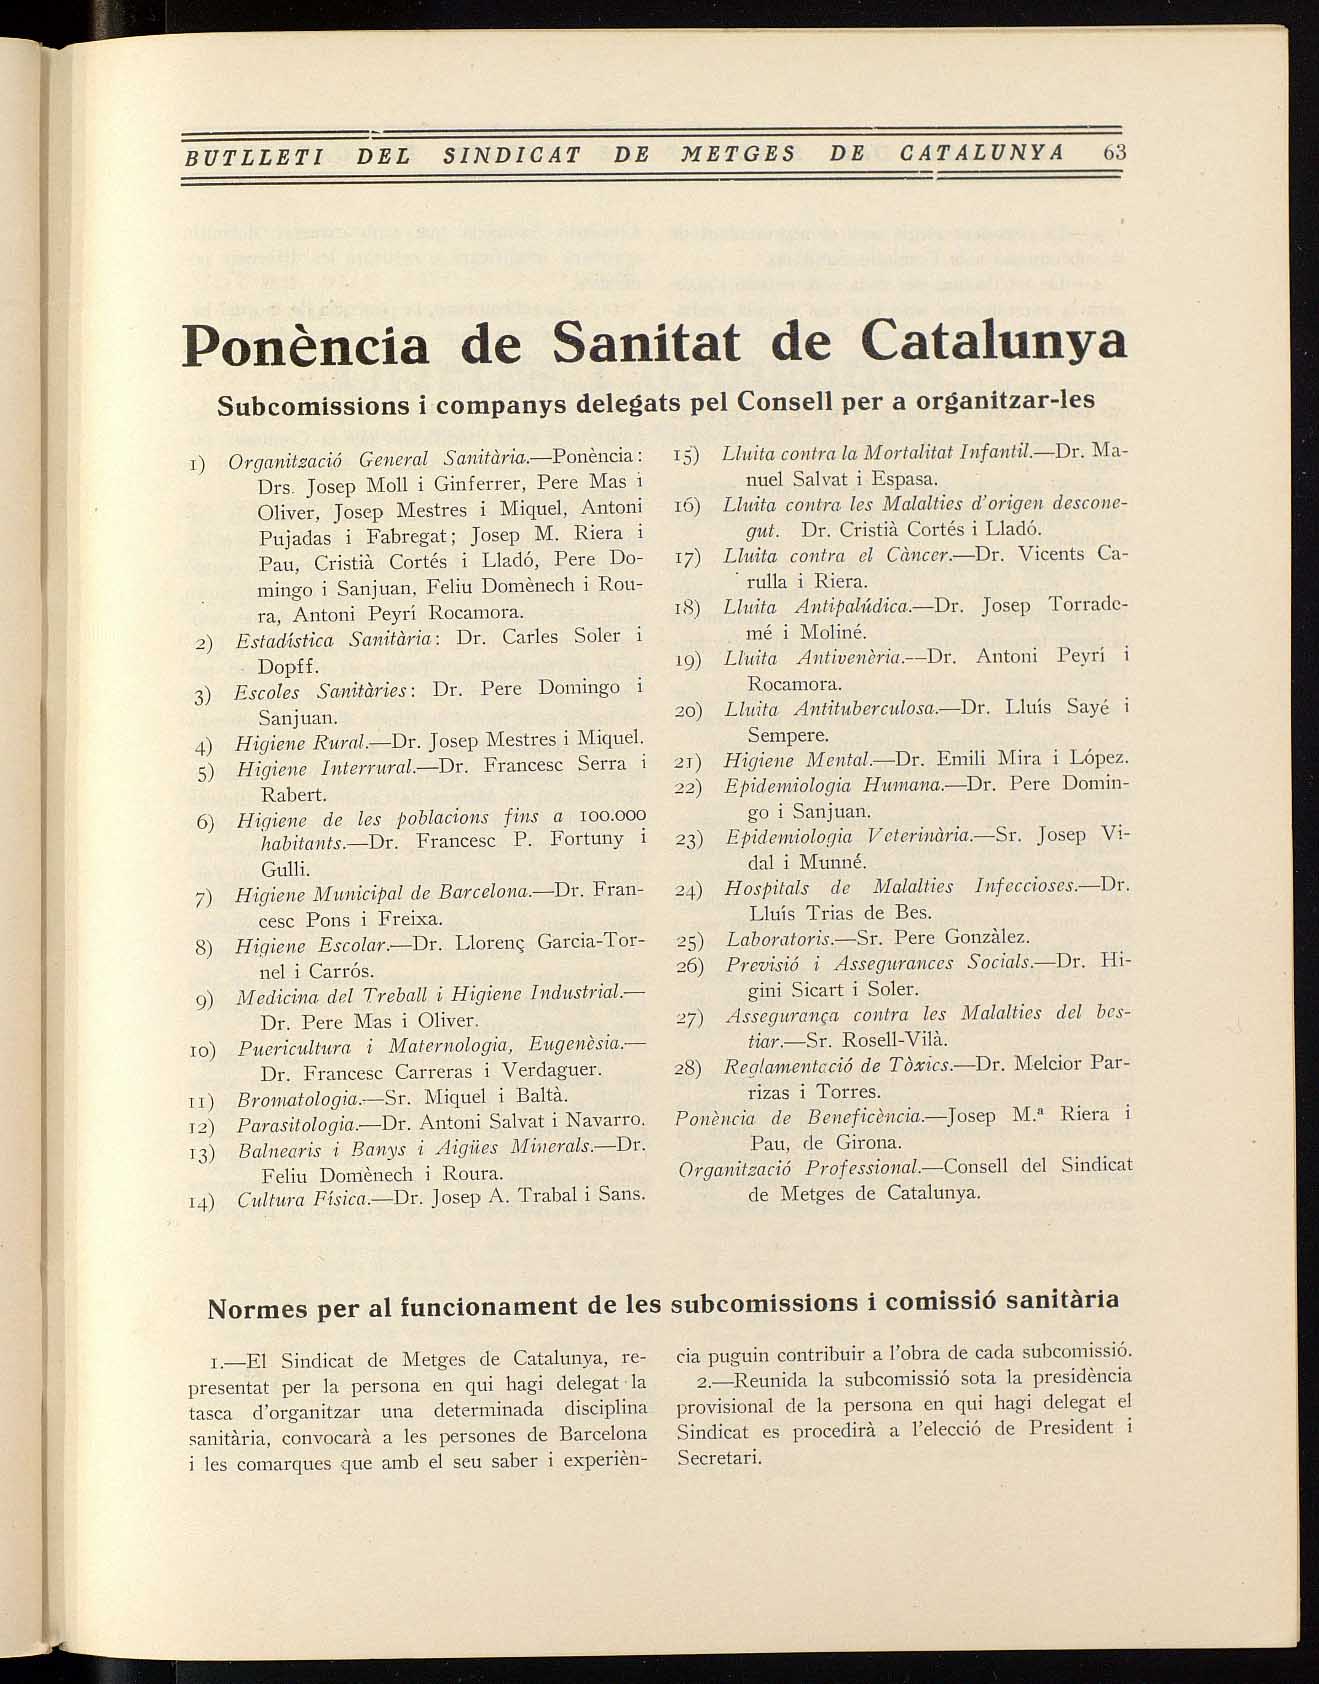 BUTLLETI DEL SINDICAT DE METGES DE CATALUNYA 63
Ponència de Sanitat de Catalunya
Subcomissions i companys delegats pel Consell per a organitzar-les
1) Organització General Sanitària.—Ponència:
Drs. Josep Moll i Ginferrer, Pere Mas i
Oliver, Josep Mestres i Miquel, Antoni
Pujadas i Fabregat; Josep M. Riera i
Pau, Cristià Cortés i Lladó, Pere Do-
mingo i Sanjuan, Feliu Domènech i Rou-
ra, Antoni Peyrí Rocamora.
2) Estadística Sanitària: Dr. Carles Soler i
Dopff.
3) Escoles Sanitàries: Dr. Pere Domingo i
Sanjuan.
4) Higiene Rural.—Dr. Josep Mestres i Miquel.
5) Higiene Interrural.—Dr. Francesc Serra i
Rabert.
6) Higiene de les poblacions fins a 100.000
habitants.—Dr. Francesc P. Fortuny i
Gulli.
7) Higiene Municipal de Barcelona.—Dr. Fran-
cesc Pons i Freixa.
8) Higiene Escolar.—Dr. Llorenç Garcia-Tor-
nel i Carrós.
9) Medicina del Treball i Higiene Industrial.—
Dr. Pere Mas i Oliver.
10) Puericultura i Maternologia, Eugenèsia.—
Dr. Francesc Carreras i Verdaguer.
11) Bromatologia.—Sr. Miquel i Baltà.
12) Parasitologia.—Dr. Antoni Salvat i Navarro.
13) Balnearis i Banys i Aigües Minerals.—Dr.
Feliu Domènech i Roura.
14) Cultura Física.—Dr. Josep A. Trabal i Sans.
15) Lluita contra la Mortalitat Infantil.—Dr. Ma-
nuel Salvat i Espasa.
16) Lluita contra les Malalties d'origen descone-
gut. Dr. Cristià Cortés i Lladó.
17) Lluita contra el Càncer.—Dr. Vicents Ca-
rulla i Riera.
18) Lluita Antipalúdica.—Dr. Josep Torrade-
mé i Moliné.
19) Lluita Antivenèria.—Dr. Antoni Peyrí i
Rocamora.
20) Lluita Antituberculosa.—Dr. Lluís Sayé i
Sempere.
21) Higiene Mental.—Dr. Emili Mira i López.
22) Epidemiologia Humana.—Dr. Pere Domin-
go i Sanjuan.
23) Epidemiologia Veterinària.—Sr. Josep Vi-
dal i Munné.
24) Hospitals de Malalties Infeccioses.—Dr.
Lluís Trias de Bes.
25) Laboratoris.—Sr. Pere Gonzàlez.
26) Previsió i Assegurances Socials.—Dr. Hi-
gini Sicart i Soler.
27) Assegurança contra les Malalties del bes-
tiar.—Sr. Rosell-Vilà.
28) Reglamentació de Tòxics.—Dr. Melcior Par-
rizas i Torres.
Ponència de Beneficència.—Josep M.ª Riera i
Pau, de Girona.
Organització Professional.—Consell del Sindicat
de Metges de Catalunya.
Normes per al funcionament de les subcomissions i comissió sanitària
1.—El Sindicat de Metges de Catalunya, re-
presentat per la persona en qui hagi delegat la
tasca d'organitzar una determinada disciplina
sanitària, convocarà a les persones de Barcelona
i les comarques que amb el seu saber i experièn-
cia puguin contribuir a l'obra de cada subcomissió.
2.—Reunida la subcomissió sota la presidència
provisional de la persona en qui hagi delegat el
Sindicat es procedirà a l'elecció de President i
Secretari.